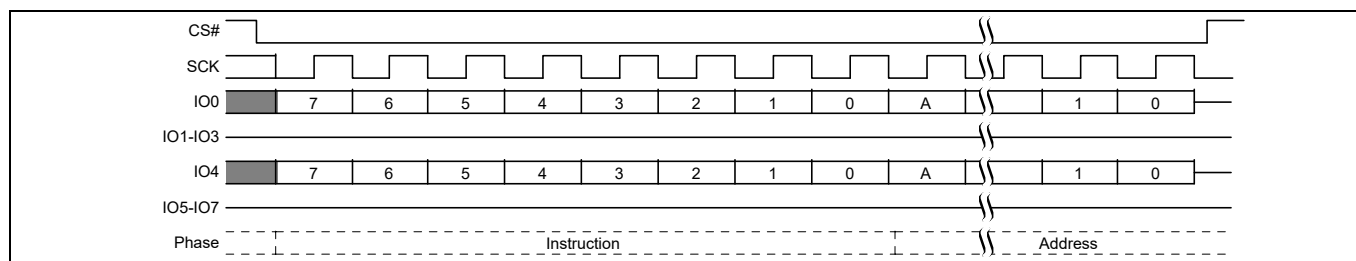 CS#
SCK
IO0 7 6 5 4 3 2 1 0 A 1 0
IO1-IO3
IO4 7 6 5 4 3 2 1 0 A 1 0
IO5-IO7
Phase Instruction Address